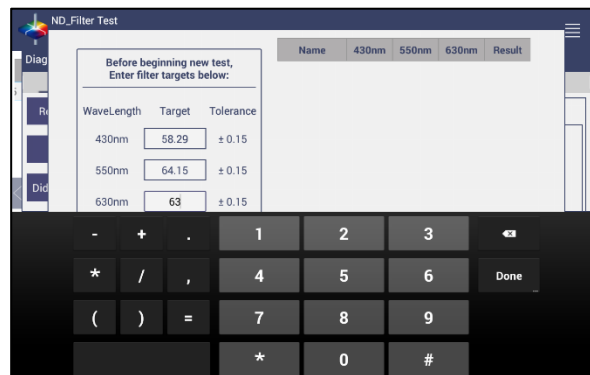 ND_Filter Test
Diag
Before beginning new test,
Enter filter targets below:
WaveLength Target Tolerance
430nm 58.29 ± 0.15
550nm 64.15 ± 0.15
630nm 63 ± 0.15
Name 430nm 550nm 630nm Result
Re
Did
- + . 1 2 3
* / , 4 5 6 Done
( ) = 7 8 9
* 0 #